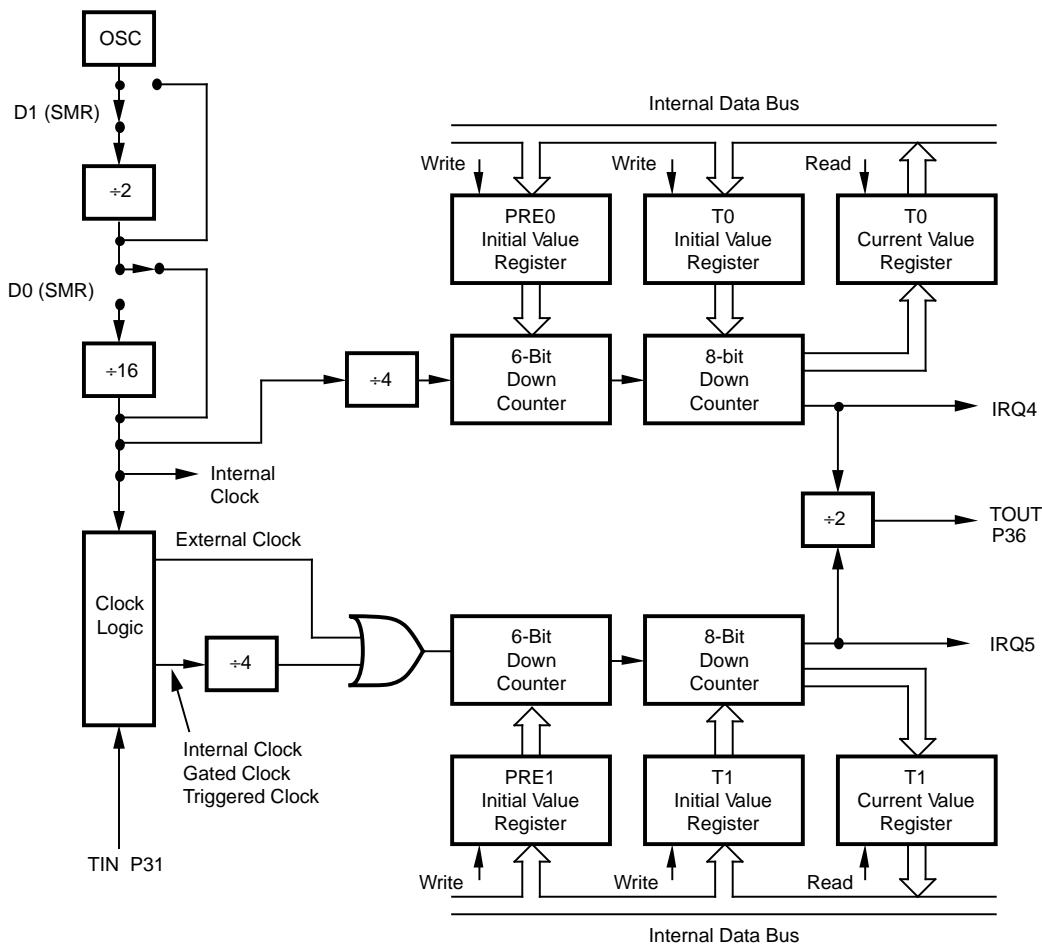 OSC
D1 (SMR)
÷2
D0 (SMR)
÷16
Internal Data Bus
Write
Write
Read
PRE0
Initial Value
Register
T0
Initial Value
Register
T0
Current Value
Register
÷4
6-Bit
Down
Counter
8-bit
Down
Counter
IRQ4
Internal
Clock
÷2
TOUT
P36
External Clock
Clock
Logic
÷4
6-Bit
Down
Counter
8-Bit
Down
Counter
IRQ5
Internal Clock
Gated Clock
Triggered Clock
PRE1
Initial Value
Register
T1
Initial Value
Register
T1
Current Value
Register
TIN P31
Write
Write
Read
Internal Data Bus